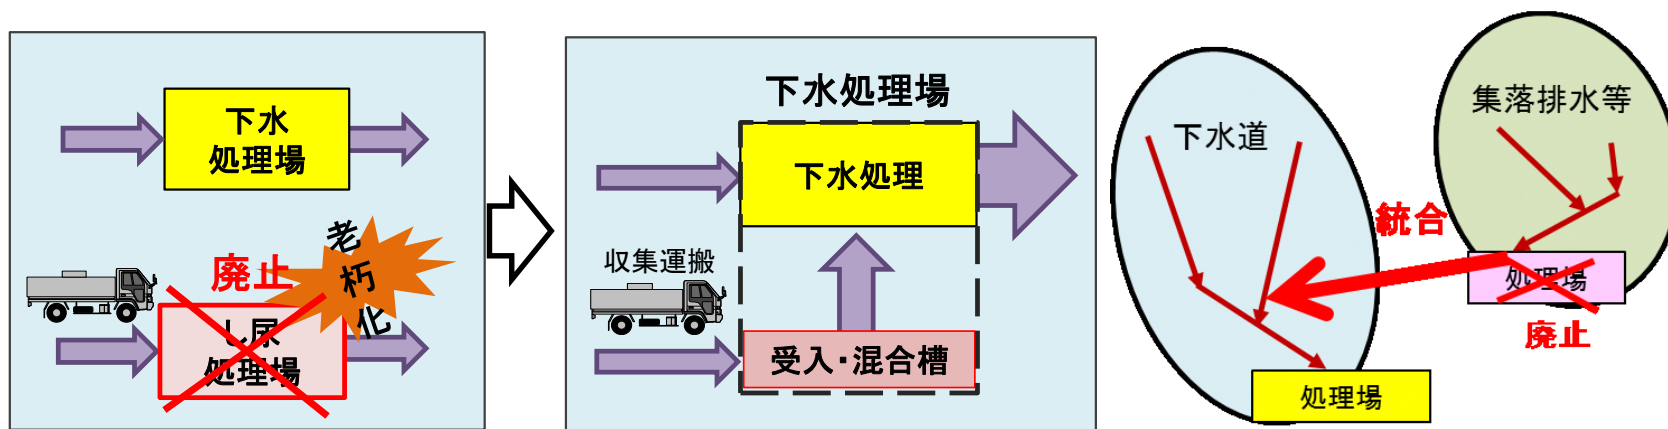 下水
処理場
廃止
老朽化
し尿
処理場
下水処理場
下水処理
収集運搬
受入・混合槽
下水道
集落排水等
統合
処理場
廃止
処理場